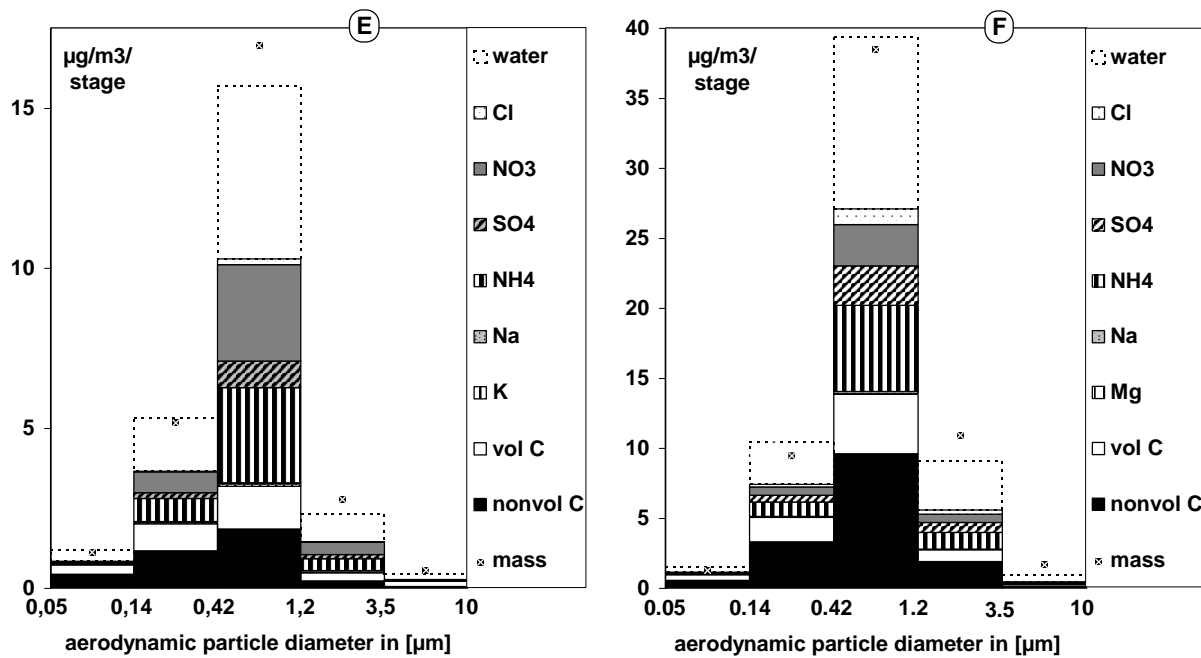 E
µg/m3/
stage
15
10
5
0
0,05
0,14
0,42
1,2
3,5
10
aerodynamic particle diameter in [µm]
water
Cl
NO3
SO4
NH4
Na
K
vol C
nonvol C
mass
F
µg/m3/
stage
40
35
30
25
20
15
10
5
0
0.05
0.14
0.42
1.2
3.5
10
aerodynamic particle diameter in [µm]
water
Cl
NO3
SO4
NH4
Na
Mg
vol C
nonvol C
mass